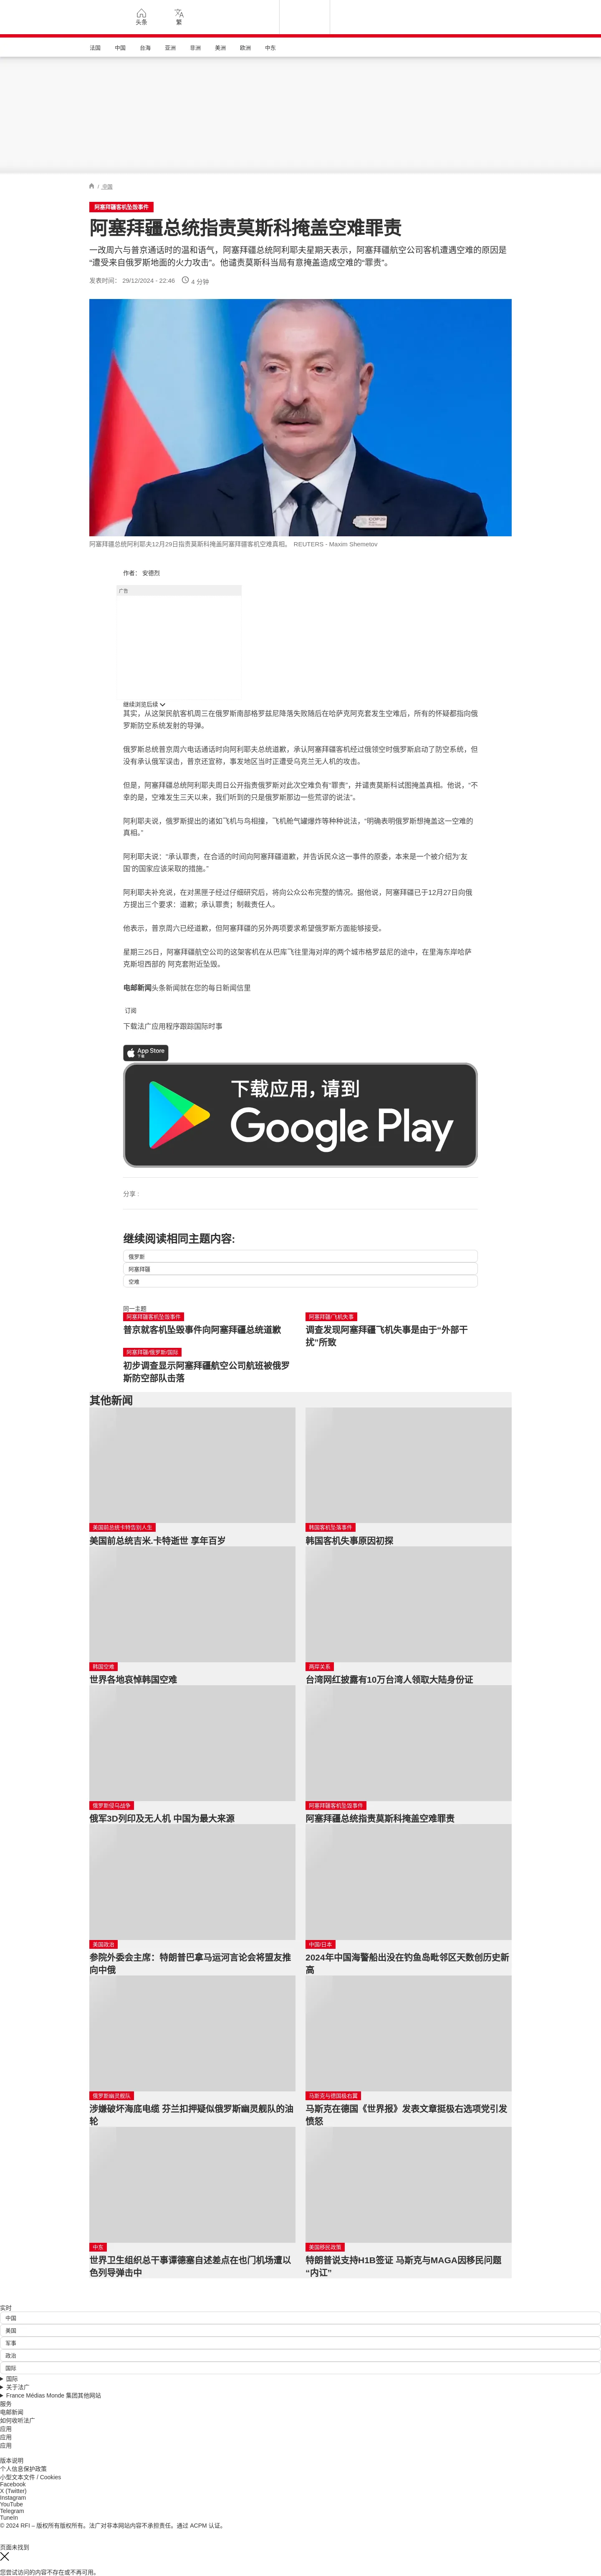 头条
繁
法国
中国
台海
亚洲
非洲
美洲
欧洲
中东
/ 中国
阿塞拜疆客机坠毁事件
阿塞拜疆总统指责莫斯科掩盖空难罪责
一改周六与普京通话时的温和语气，阿塞拜疆总统阿利耶夫星期天表示，阿塞拜疆航空公司客机遭遇空难的原因是
“遭受来自俄罗斯地面的火力攻击”。他谴责莫斯科当局有意掩盖造成空难的“罪责”。
发表时间： 29/12/2024 - 22:46 4 分钟
阿塞拜疆总统阿利耶夫12月29日指责莫斯科掩盖阿塞拜疆客机空难真相。 REUTERS - Maxim Shemetov
作者： 安德烈
广告
继续浏览后续
其实，从这架民航客机周三在俄罗斯南部格罗兹尼降落失败随后在哈萨克阿克套发生空难后，所有的怀疑都指向俄
罗斯防空系统发射的导弹。
俄罗斯总统普京周六电话通话时向阿利耶夫总统道歉，承认阿塞拜疆客机经过俄领空时俄罗斯启动了防空系统，但
没有承认俄军误击，普京还宣称，事发地区当时正遭受乌克兰无人机的攻击。
但是，阿塞拜疆总统阿利耶夫周日公开指责俄罗斯对此次空难负有“罪责”，并谴责莫斯科试图掩盖真相。他说，“不
幸的是，空难发生三天以来，我们听到的只是俄罗斯那边一些荒谬的说法”。
阿利耶夫说，俄罗斯提出的诸如飞机与鸟相撞，飞机舱气罐爆炸等种种说法，“明确表明俄罗斯想掩盖这一空难的
真相。”
阿利耶夫说：“承认罪责，在合适的时间向阿塞拜疆道歉，并告诉民众这一事件的原委，本来是一个被介绍为‘友
国’的国家应该采取的措施。”
阿利耶夫补充说，在对黑匣子经过仔细研究后，将向公众公布完整的情况。据他说，阿塞拜疆已于12月27日向俄
方提出三个要求：道歉；承认罪责；制裁责任人。
他表示，普京周六已经道歉，但阿塞拜疆的另外两项要求希望俄罗斯方面能够接受。
星期三25日，阿塞拜疆航空公司的这架客机在从巴库飞往里海对岸的两个城市格罗兹尼的途中，在里海东岸哈萨
克斯坦西部的 阿克套附近坠毁。
电邮新闻头条新闻就在您的每日新闻信里
订阅
下载法广应用程序跟踪国际时事
App Store
下载
下载应用，请到
Google Play
分享 :
继续阅读相同主题内容:
俄罗斯
阿塞拜疆
空难
同一主题
阿塞拜疆客机坠毁事件
普京就客机坠毁事件向阿塞拜疆总统道歉
阿塞拜疆/飞机失事
调查发现阿塞拜疆飞机失事是由于“外部干
扰”所致
阿塞拜疆/俄罗斯/国际
初步调查显示阿塞拜疆航空公司航班被俄罗
斯防空部队击落
其他新闻
美国前总统卡特告别人生
美国前总统吉米.卡特逝世 享年百岁
韩国客机坠落事件
韩国客机失事原因初探
韩国空难
世界各地哀悼韩国空难
两岸关系
台湾网红披露有10万台湾人领取大陆身份证
俄罗斯侵乌战争
俄军3D列印及无人机 中国为最大来源
阿塞拜疆客机坠毁事件
阿塞拜疆总统指责莫斯科掩盖空难罪责
美国政治
参院外委会主席：特朗普巴拿马运河言论会将盟友推
向中俄
中国/日本
2024年中国海警船出没在钓鱼岛毗邻区天数创历史新
高
俄罗斯幽灵舰队
涉嫌破坏海底电缆 芬兰扣押疑似俄罗斯幽灵舰队的油
轮
马斯克与德国极右翼
马斯克在德国《世界报》发表文章挺极右选项党引发
愤怒
中东
世界卫生组织总干事谭德塞自述差点在也门机场遭以
色列导弹击中
美国移民政策
特朗普说支持H1B签证 马斯克与MAGA因移民问题
“内讧”
实时
中国
美国
军事
政治
国际
国际
关于法广
France Médias Monde 集团其他网站
服务
电邮新闻
如何收听法广
应用
应用
应用
版本说明
个人信息保护政策
小型文本文件 / Cookies
Facebook
X (Twitter)
Instagram
YouTube
Telegram
Tunein
© 2024 RFI – 版权所有版权所有。法广对非本网站内容不承担责任。通过 ACPM 认证。
页面未找到
您尝试访问的内容不存在或不再可用。